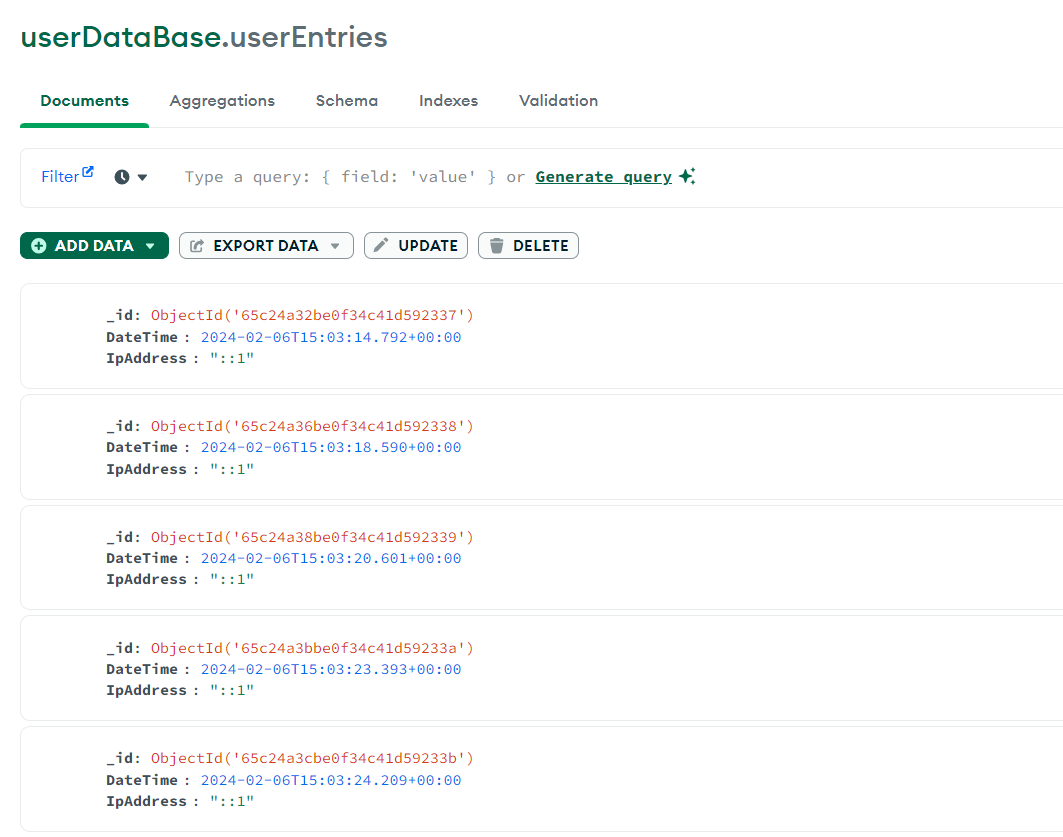 userDataBase.userEntries
Documents Aggregations Schema Indexes Validation
Filter Type a query: { field: 'value' } or Generate query
ADD DATA EXPORT DATA UPDATE DELETE
_id: ObjectId('65c24a32be0f34c41d592337')
DateTime : 2024-02-06T15:03:14.792+00:00
IpAddress : "::1"
_id: ObjectId('65c24a36be0f34c41d592338')
DateTime : 2024-02-06T15:03:18.590+00:00
IpAddress : "::1"
_id: ObjectId('65c24a38be0f34c41d592339')
DateTime : 2024-02-06T15:03:20.601+00:00
IpAddress : "::1"
_id: ObjectId('65c24a3bbe0f34c41d59233a')
DateTime : 2024-02-06T15:03:23.393+00:00
IpAddress : "::1"
_id: ObjectId('65c24a3cbe0f34c41d59233b')
DateTime : 2024-02-06T15:03:24.209+00:00
IpAddress : "::1"